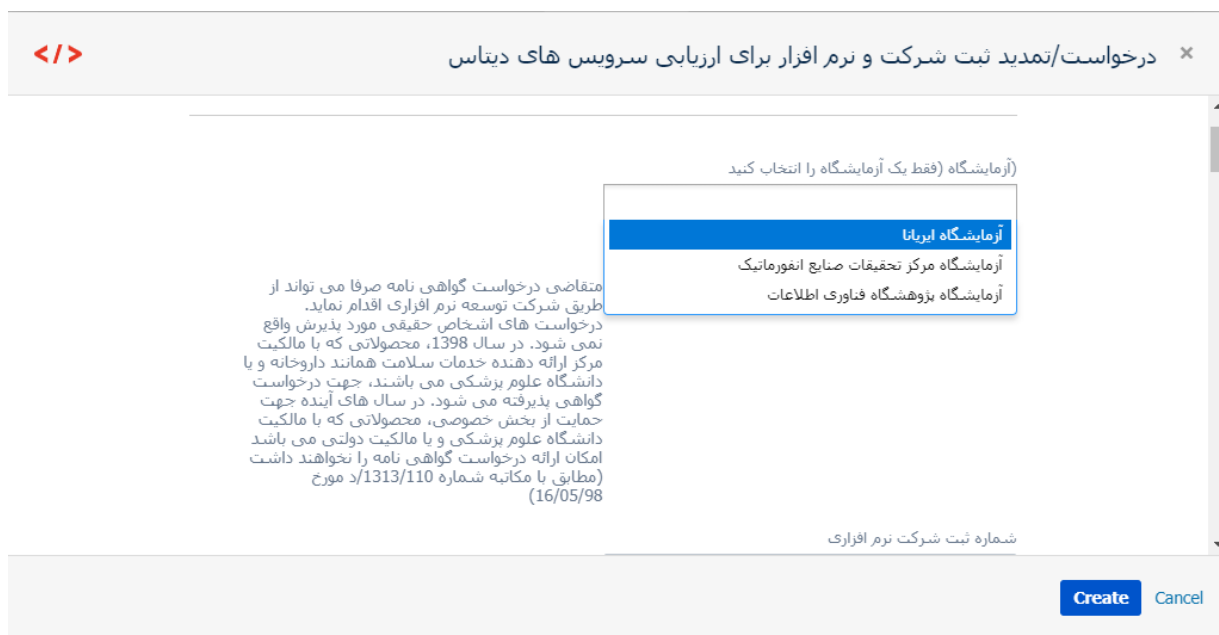 × درخواست/تمدید ثبت شرکت و نرم افزار برای ارزیابی سرویس های دیتاس
</>
(آزمایشگاه (فقط یک آزمایشگاه را انتخاب کنید
آزمایشگاه ایریانا
آزمایشگاه مرکز تحقیقات صنایع انفورماتیک
آزمایشگاه پژوهشگاه فناوری اطلاعات
متقاضی درخواست گواهی نامه صرفا می تواند از
طریق شرکت توسعه نرم افزاری اقدام نماید.
درخواست های اشخاص حقیقی مورد پذیرش واقع
نمی شود. در سال 1398، محصولاتی که با مالکیت
مرکز ارائه دهنده خدمات سلامت همانند داروخانه و یا
دانشگاه علوم پزشکی می باشند، جهت درخواست
گواهی پذیرفته می شود. در سال های آینده جهت
حمایت از بخش خصوصی، محصولاتی که با مالکیت
دانشگاه علوم پزشکی و یا مالکیت دولتی می باشد
امکان ارائه درخواست گواهی نامه را نخواهند داشت
(مطابق با مکاتبه شماره 1313/110/د مورخ
16/05/98)
شماره ثبت شرکت نرم افزاری
Create Cancel